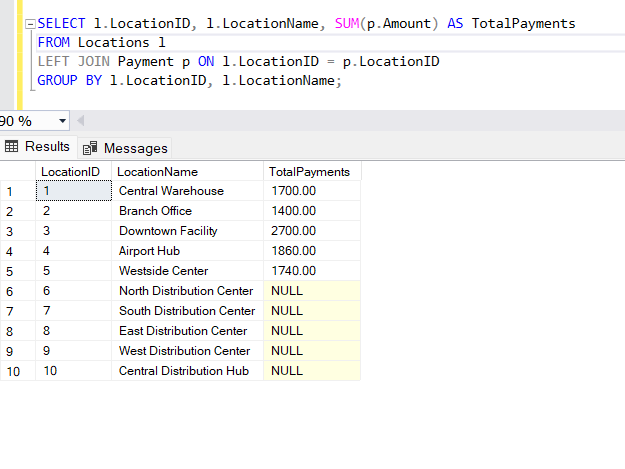 SELECT l.LocationID, l.LocationName, SUM(p.Amount) AS TotalPayments
FROM Locations l
LEFT JOIN Payment p ON l.LocationID = p.LocationID
GROUP BY l.LocationID, l.LocationName;
90 %
Results Messages
LocationID LocationName TotalPayments
1 1 Central Warehouse 1700.00
2 2 Branch Office 1400.00
3 3 Downtown Facility 2700.00
4 4 Airport Hub 1860.00
5 5 Westside Center 1740.00
6 6 North Distribution Center NULL
7 7 South Distribution Center NULL
8 8 East Distribution Center NULL
9 9 West Distribution Center NULL
10 10 Central Distribution Hub NULL